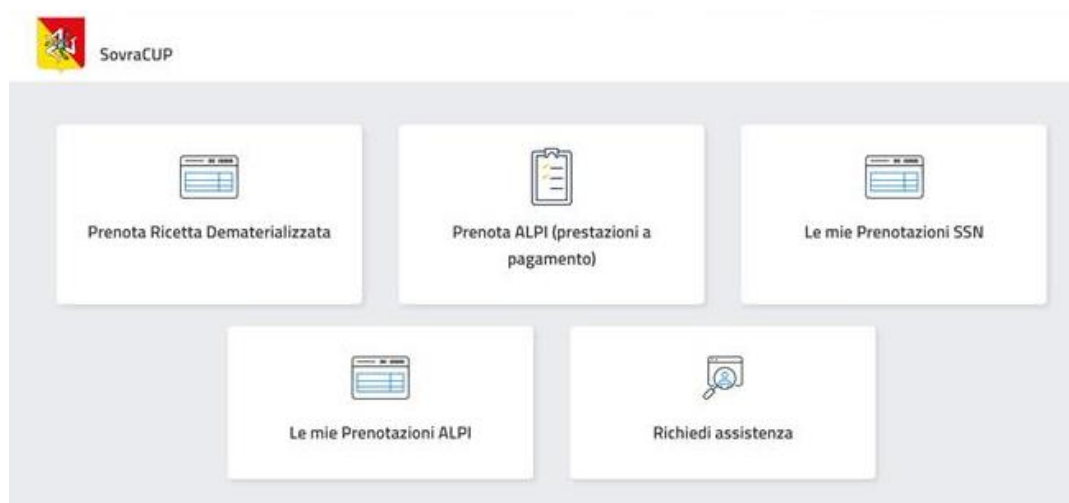 SovraCUP
Prenota Ricetta Dematerializzata
Prenota ALPI (prestazioni a
pagamento)
Le mie Prenotazioni SSN
Le mie Prenotazioni ALPI
Richiedi assistenza